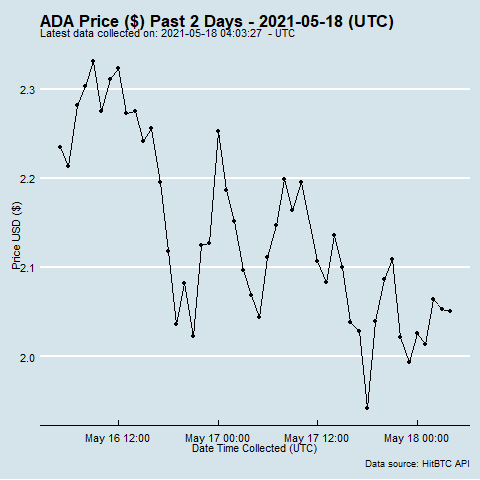 ADA Price ($) Past 2 Days - 2021-05-18 (UTC)
Latest data collected on: 2021-05-18 04:03:27  - UTC
Price USD ($)
2.3
2.2
2.1
2.0
May 16 12:00
May 17 00:00
May 17 12:00
May 18 00:00
Date Time Collected (UTC)
Data source: HitBTC API